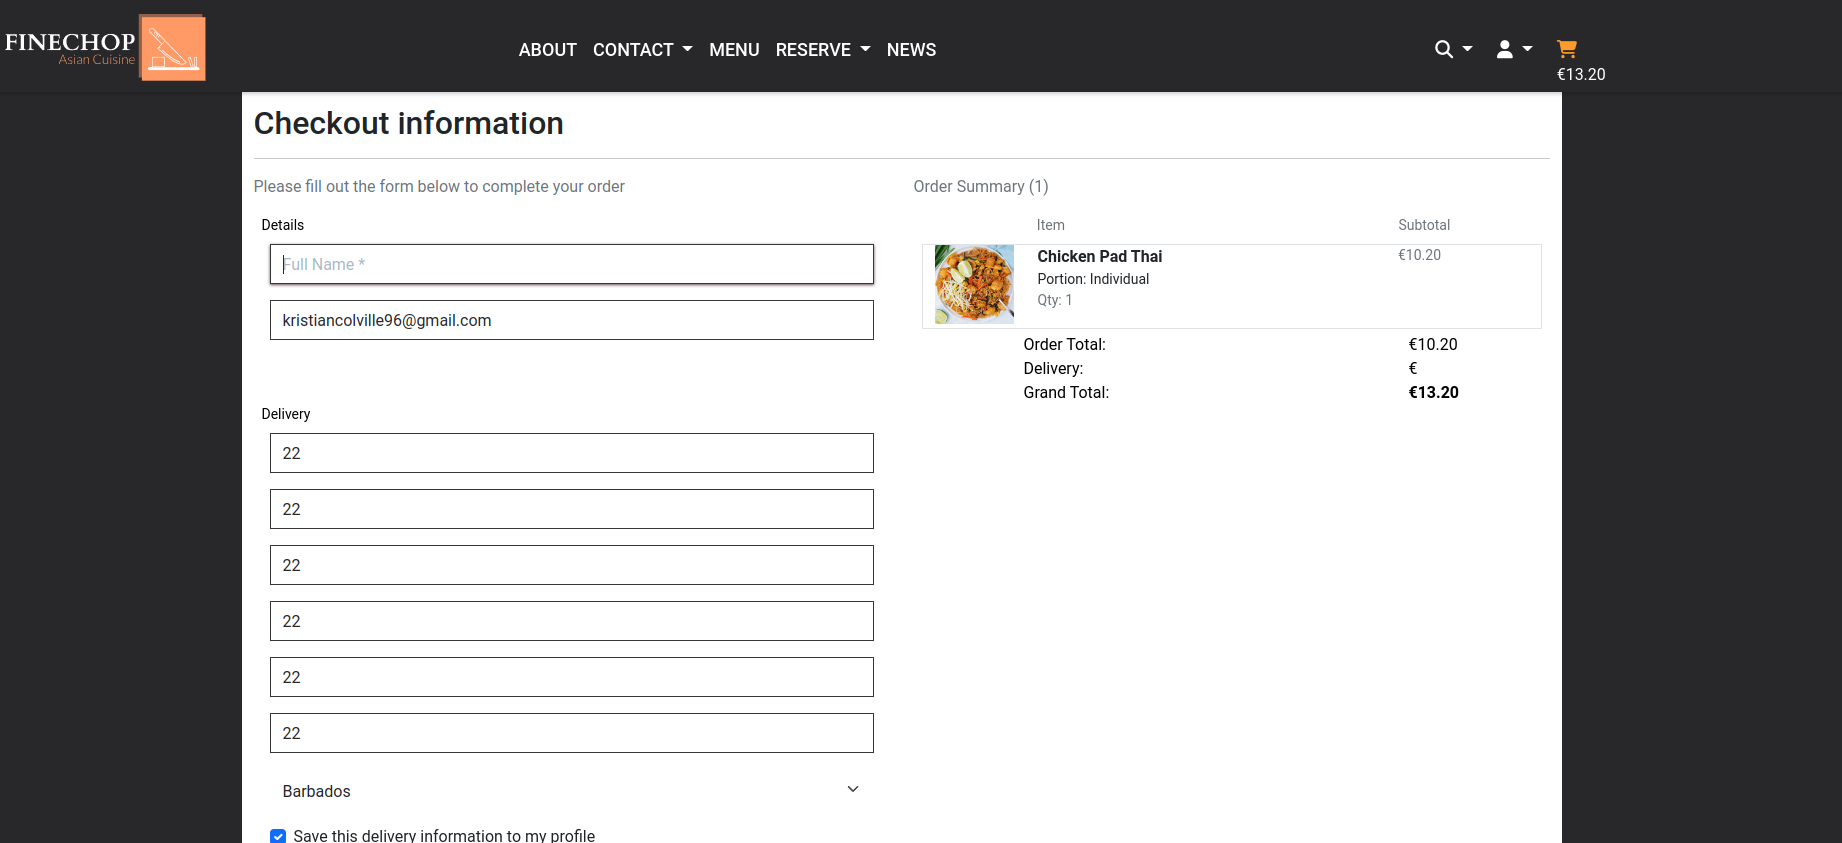 FINECHOP
Asian Cuisine
ABOUT CONTACT MENU RESERVE NEWS
€13.20
Checkout information
Please fill out the form below to complete your order
Details
Full Name *
kristiancolville96@gmail.com
Delivery
22
22
22
22
22
22
Barbados
Save this delivery information to my profile
Order Summary (1)
Item Subtotal
Chicken Pad Thai €10.20
Portion: Individual
Qty: 1
Order Total: €10.20
Delivery: €
Grand Total: €13.20